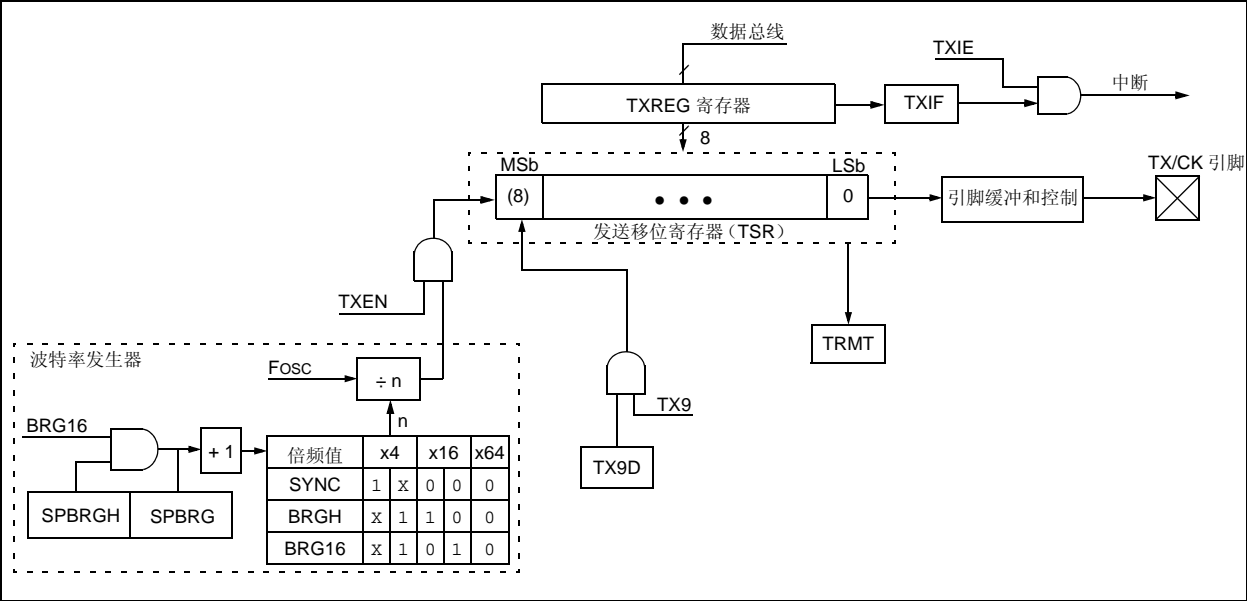 数据总线
TXIE
TXREG 寄存器
TXIF
中断
8
MSb
LSb
TX/CK 引脚
(8)
• • •
0
引脚缓冲和控制
发送移位寄存器（TSR）
TXEN
TRMT
波特率发生器
FOSC
÷ n
n
TX9
TX9D
BRG16
+ 1
SPBRGH SPBRG
倍频值 x4 x16 x64
SYNC 1 X 0 0 0
BRGH X 1 1 0 0
BRG16 X 1 0 1 0